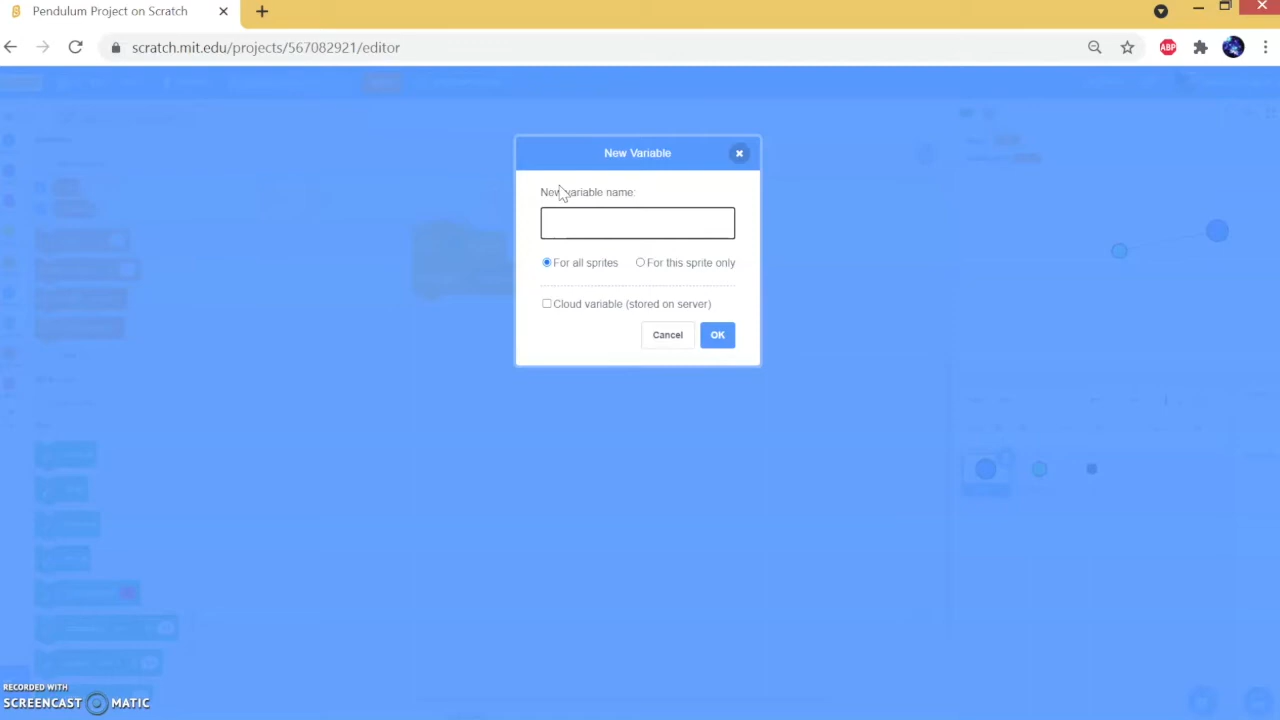 Pendulum Project on Scratch
scratch.mit.edu/projects/567082921/editor
ABP
New Variable
New variable name:
For all sprites
For this sprite only
Cloud variable (stored on server)
Cancel
OK
RECORDED WITH
SCREENCAST MATIC